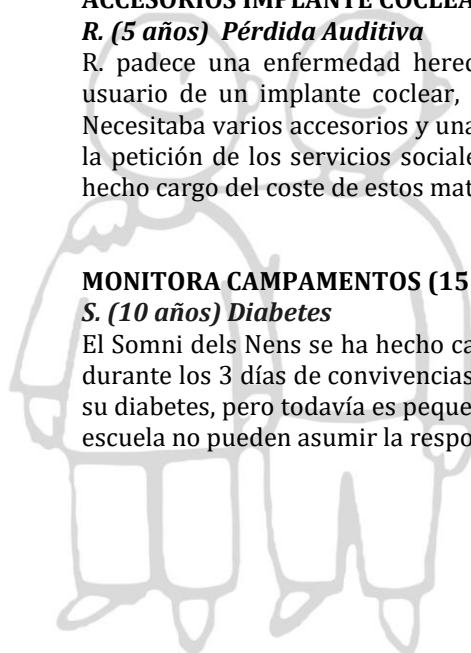 ACCESORIOS IMPLANTE COCLEA
R. (5 años) Pérdida Auditiva
R. padece una enfermedad hered
usuario de un implante coclear,
Necesitaba varios accesorios y una
la petición de los servicios sociale
hecho cargo del coste de estos mat
MONITORA CAMPAMENTOS (15
S. (10 años) Diabetes
El Somni dels Nens se ha hecho ca
durante los 3 días de convivencias
su diabetes, pero todavía es peque
escuela no pueden asumir la respo